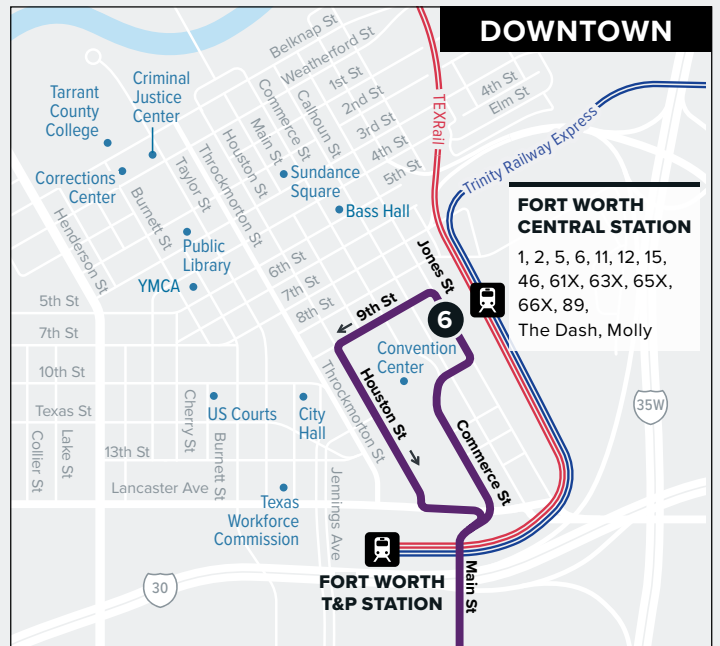 DOWNTOWN
Belknap St
Weatherford St
1st St
2nd St
3rd St
4th St
5th St
4th St
Elm St
Commerce St
Calhoun St
Main St
Houston St
Throckmorton St
Taylor St
Burnett St
Henderson St
Tarrant
County
College
Criminal
Justice
Center
Corrections
Center
Sundance
Square
Bass Hall
Public
Library
YMCA
TEXRail
Trinity Railway Express
FORT WORTH
CENTRAL STATION
1, 2, 5, 6, 11, 12, 15,
46, 61X, 63X, 65X,
66X, 89,
The Dash, Molly
6th St
7th St
8th St
Jones St
9th St
6
Convention
Center
5th St
7th St
10th St
Texas St
13th St
Lancaster Ave
Collier St
Lake St
Cherry St
Burnett St
US Courts
City
Hall
Throckmorton St
Houston St
Commerce St
Jennings Ave
Texas
Workforce
Commission
35W
30
FORT WORTH
T&P STATION
Main St